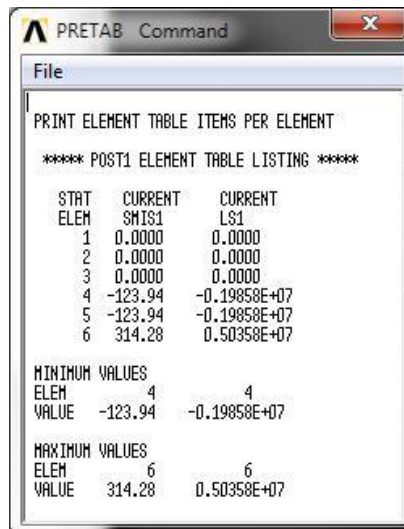 PRETAB Command
File
PRINT ELEMENT TABLE ITEMS PER ELEMENT
***** POST1 ELEMENT TABLE LISTING *****
STAT CURRENT CURRENT
ELEM SMIS1 LS1
1 0.0000 0.0000
2 0.0000 0.0000
3 0.0000 0.0000
4 -123.94 -0.19858E+07
5 -123.94 -0.19858E+07
6 314.28 0.50358E+07
MINIMUM VALUES
ELEM 4 4
VALUE -123.94 -0.19858E+07
MAXIMUM VALUES
ELEM 6 6
VALUE 314.28 0.50358E+07